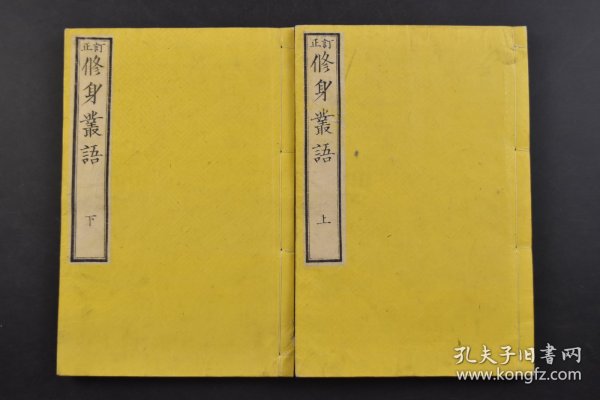 訂正
修身叢語
下
訂正
修身叢語
上
孔夫子旧书网
www.kongfz.com